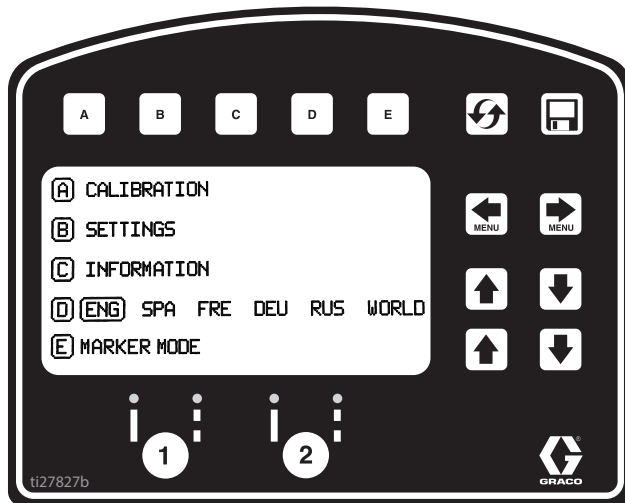 A B C D E
A CALIBRATION
B SETTINGS
MENU MENU
C INFORMATION
D ENG SPA FRE DEU RUS WORLD
E MARKER MODE
1 2
ti27827b
GRACO